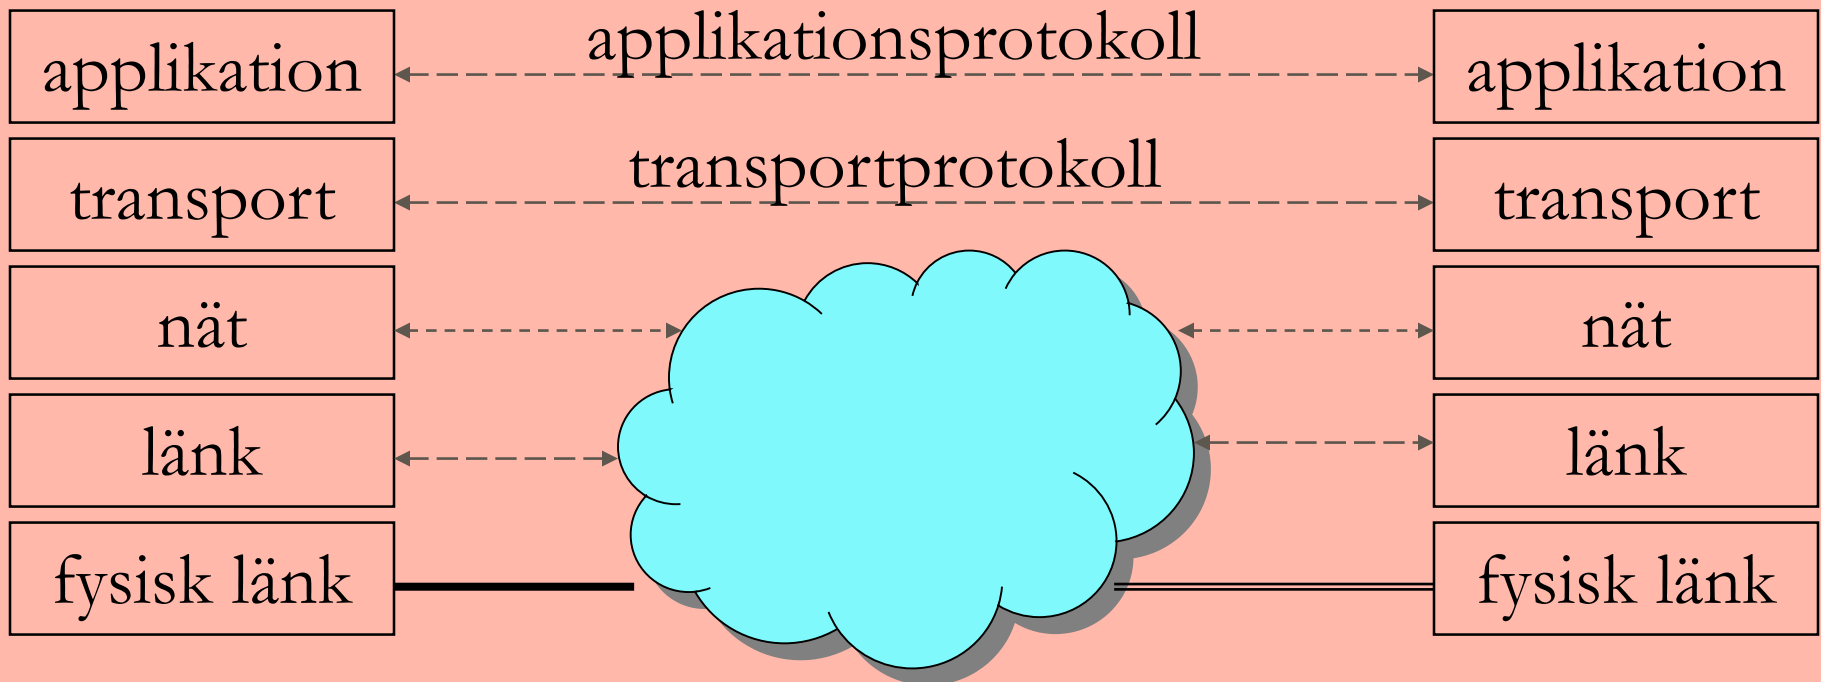 applikation
applikationsprotokoll
applikation
transport
transportprotokoll
transport
nät
nät
länk
länk
fysisk länk
fysisk länk